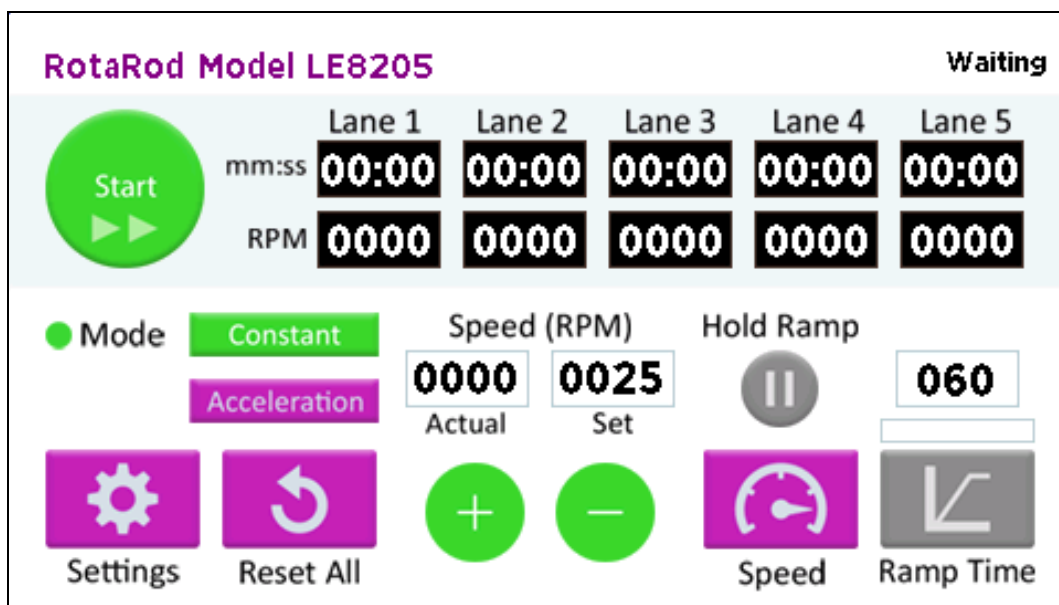 RotaRod Model LE8205 Waiting
Lane 1 Lane 2 Lane 3 Lane 4 Lane 5
Start mm:ss 00:00 00:00 00:00 00:00 00:00
RPM 0000 0000 0000 0000 0000
Mode Constant Speed (RPM) Hold Ramp
Acceleration 0000 0025 060
Actual Set
Settings Reset All Speed Ramp Time